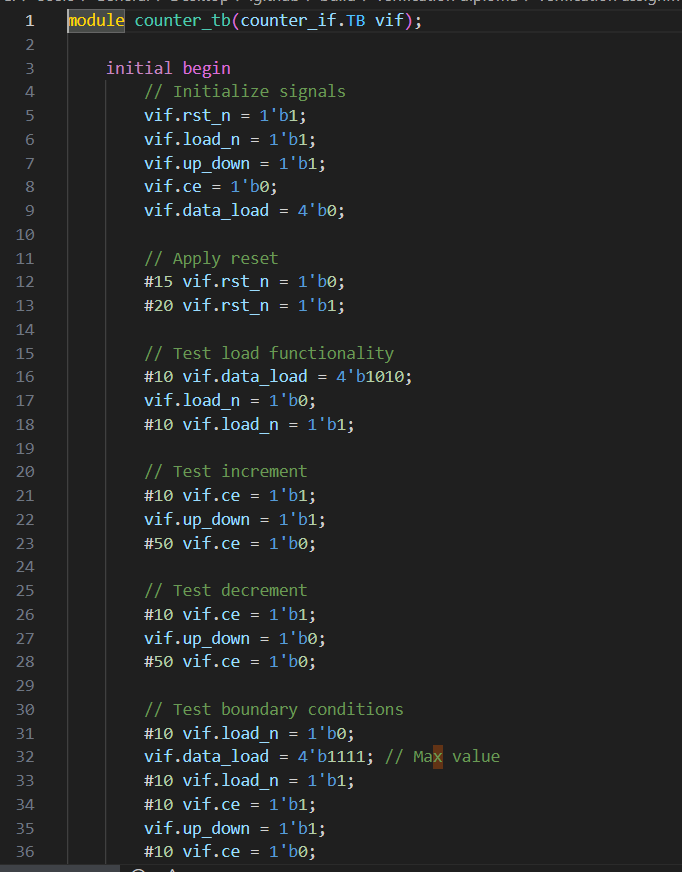 1 module counter_tb(counter_if.TB vif);
2
3 initial begin
4 // Initialize signals
5 vif.rst_n = 1'b1;
6 vif.load_n = 1'b1;
7 vif.up_down = 1'b1;
8 vif.ce = 1'b0;
9 vif.data_load = 4'b0;
10
11 // Apply reset
12 #15 vif.rst_n = 1'b0;
13 #20 vif.rst_n = 1'b1;
14
15 // Test load functionality
16 #10 vif.data_load = 4'b1010;
17 vif.load_n = 1'b0;
18 #10 vif.load_n = 1'b1;
19
20 // Test increment
21 #10 vif.ce = 1'b1;
22 vif.up_down = 1'b1;
23 #50 vif.ce = 1'b0;
24
25 // Test decrement
26 #10 vif.ce = 1'b1;
27 vif.up_down = 1'b0;
28 #50 vif.ce = 1'b0;
29
30 // Test boundary conditions
31 #10 vif.load_n = 1'b0;
32 vif.data_load = 4'b1111; // Max value
33 #10 vif.load_n = 1'b1;
34 #10 vif.ce = 1'b1;
35 vif.up_down = 1'b1;
36 #10 vif.ce = 1'b0;